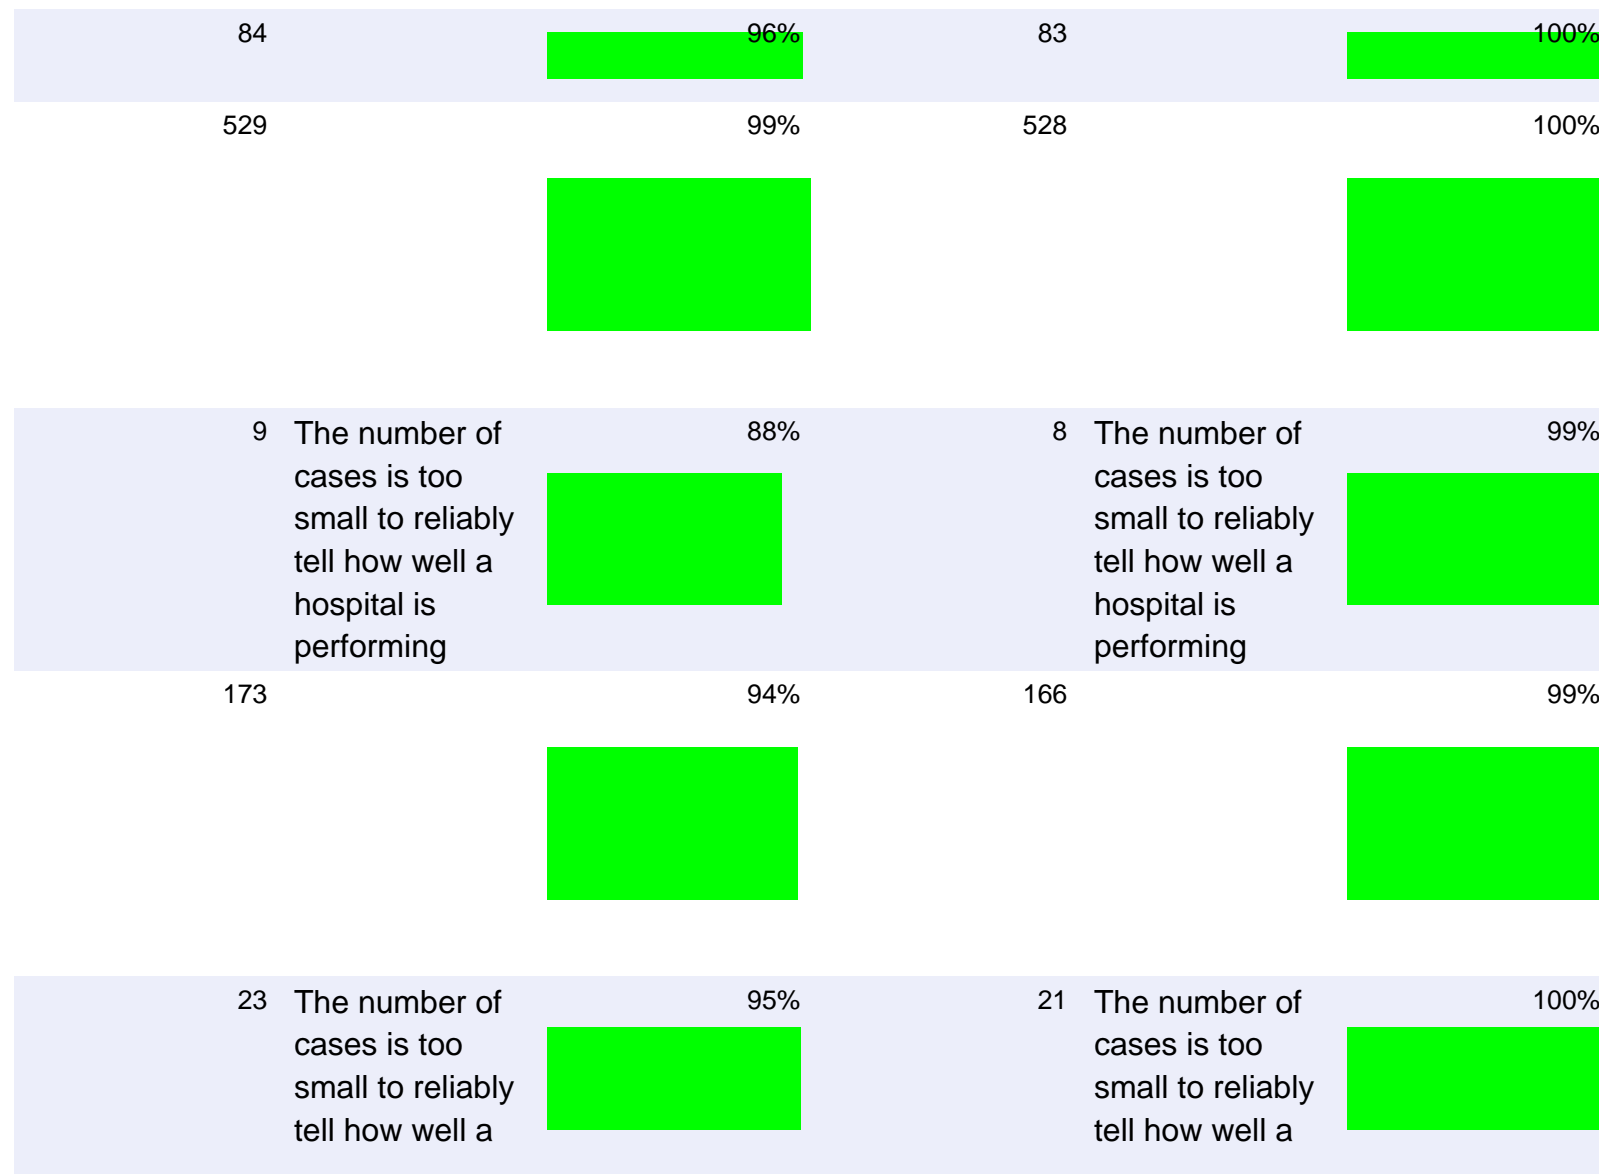 84 96% 83 100%
529 99% 528 100%
9 The number of 88% 8 The number of 99%
cases is too cases is too
small to reliably small to reliably
tell how well a tell how well a
hospital is hospital is
performing performing
173 94% 166 99%
23 The number of 95% 21 The number of 100%
cases is too cases is too
small to reliably small to reliably
tell how well a tell how well a